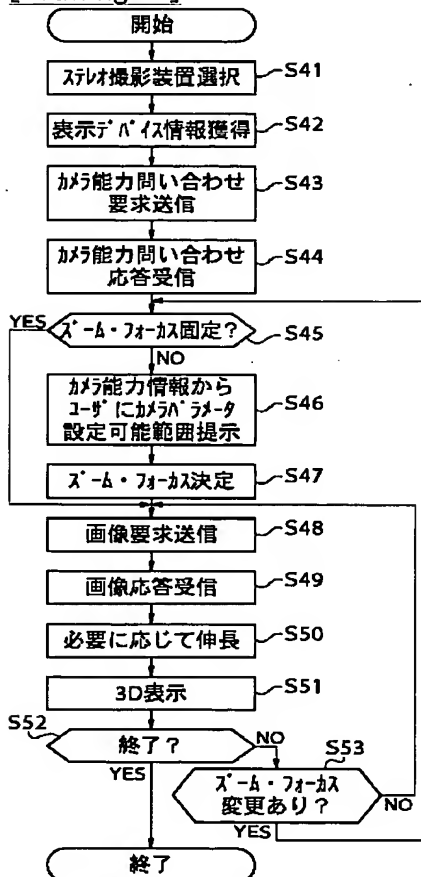 開始
ステレオ撮影装置選択
S41
表示デバイス情報獲得
S42
カメラ能力問い合わせ
要求送信
S43
カメラ能力問い合わせ
応答受信
S44
ズーム・フォーカス固定?
S45
YES
NO
カメラ能力情報から
ユーザにカメラパラメータ
設定可能範囲提示
S46
ズーム・フォーカス決定
S47
画像要求送信
S48
画像応答受信
S49
必要に応じて伸長
S50
3D表示
S51
S52
終了?
NO
YES
S53
ズーム・フォーカス
変更あり?
NO
YES
終了